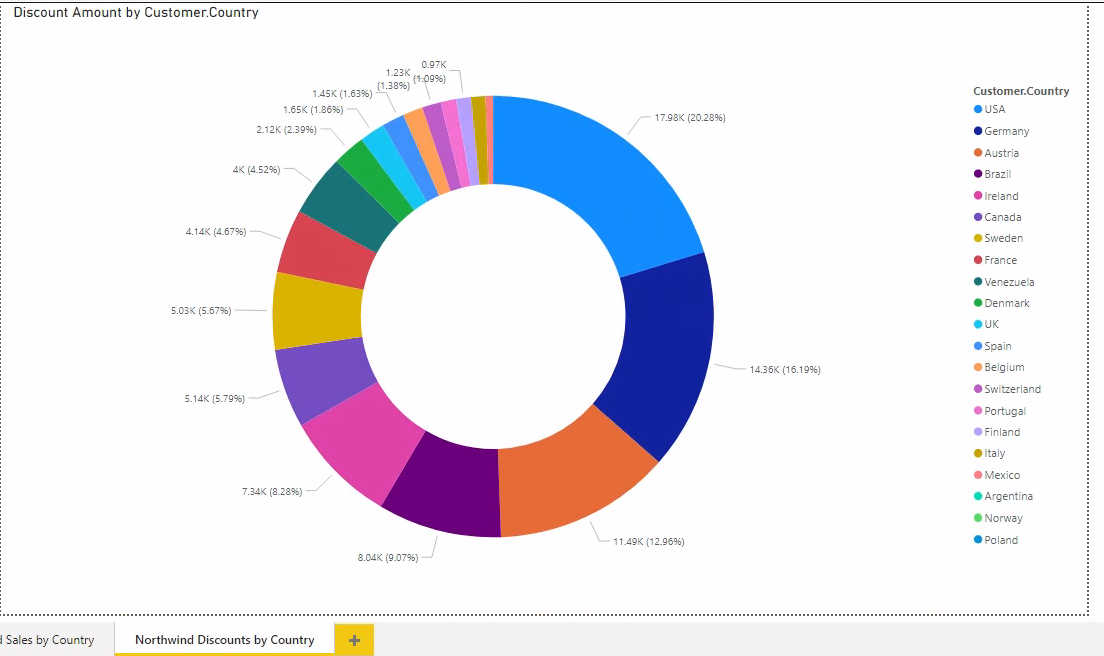 Discount Amount by Customer.Country
0.97K
1.23K
(1.38%)
(1.09%)
1.45K (1.63%)
1.65K (1.86%)
2.12K (2.39%)
4K (4.52%)
4.14K (4.67%)
5.03K (5.67%)
5.14K (5.79%)
7.34K (8.28%)
8.04K (9.07%)
11.49K (12.96%)
14.36K (16.19%)
17.98K (20.28%)
Customer.Country
USA
Germany
Austria
Brazil
Ireland
Canada
Sweden
France
Venezuela
Denmark
UK
Spain
Belgium
Switzerland
Portugal
Finland
Italy
Mexico
Argentina
Norway
Poland
Sales by Country
Northwind Discounts by Country
+